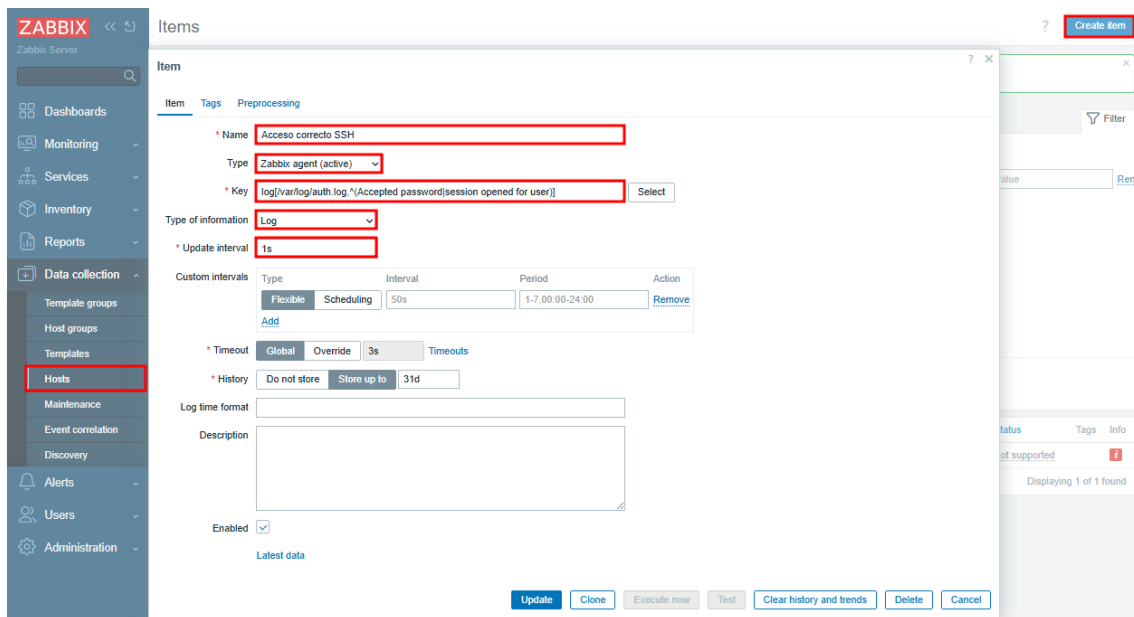 ZABBIX
Zabbix Server
Dashboards
Monitoring
Services
Inventory
Reports
Data collection
Template groups
Host groups
Templates
Hosts
Maintenance
Event correlation
Discovery
Alerts
Users
Administration
Items
? Create item
Item ?
Item Tags Preprocessing
* Name Acceso correcto SSH
Type Zabbix agent (active)
* Key log[/var/log/auth.log,^(Accepted password|session opened for user)] Select
Type of information Log
* Update interval 1s
Custom intervals Type Interval Period Action
Flexible Scheduling 50s 1-7,00:00-24:00 Remove
Add
* Timeout Global Override 3s Timeouts
* History Do not store Store up to 31d
Log time format
Description
Enabled
Latest data
Update Clone Execute now Test Clear history and trends Delete Cancel
Filter
alue Ren
tatus Tags Info
ot supported i
Displaying 1 of 1 found